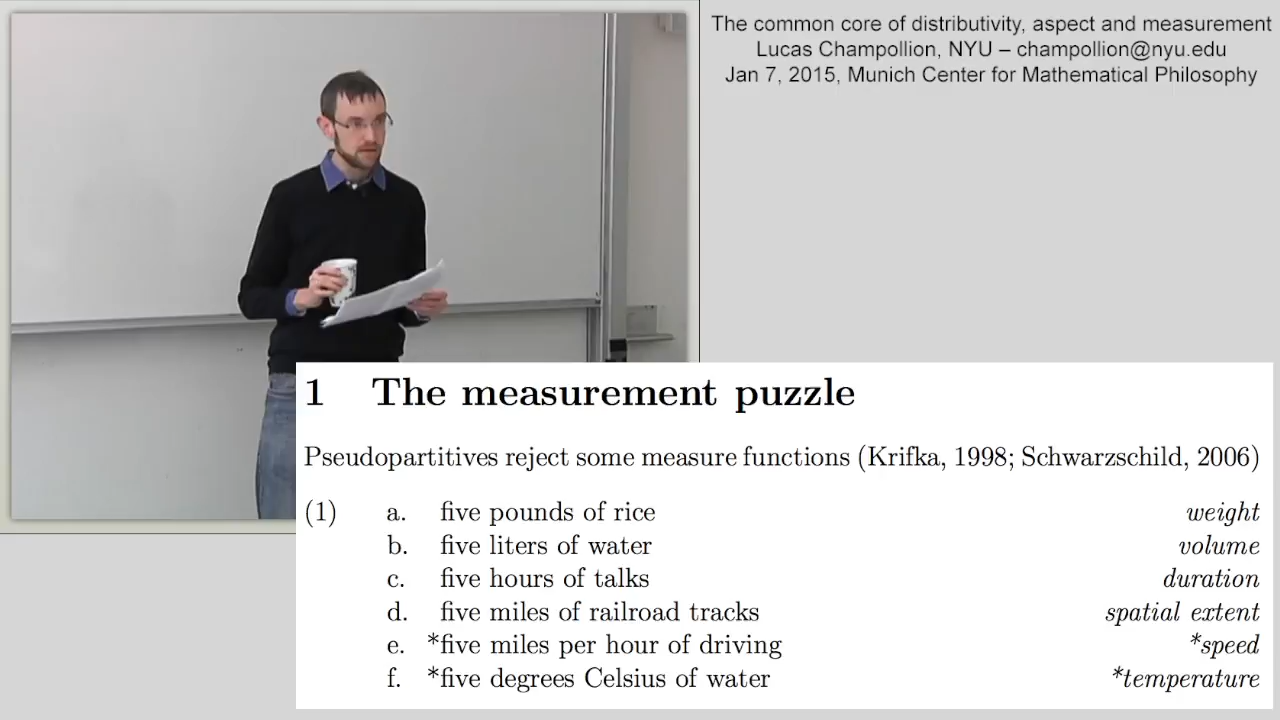 The common core of distributivity, aspect and measurement
Lucas Champollion, NYU – champollion@nyu.edu
Jan 7, 2015, Munich Center for Mathematical Philosophy
1 The measurement puzzle
Pseudopartitives reject some measure functions (Krifka, 1998; Schwarzschild, 2006)
(1) a. five pounds of rice weight
b. five liters of water volume
c. five hours of talks duration
d. five miles of railroad tracks spatial extent
e. *five miles per hour of driving *speed
f. *five degrees Celsius of water *temperature